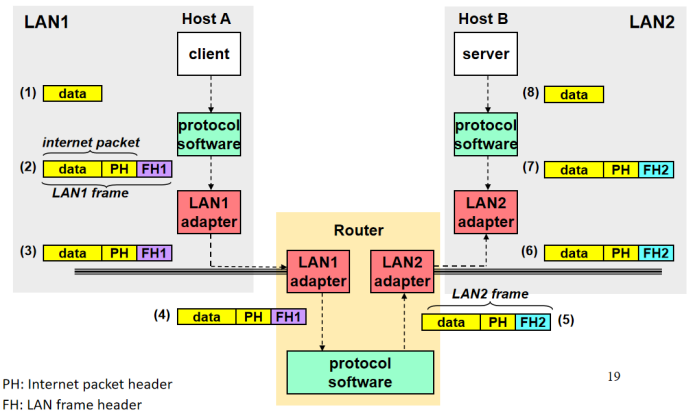 LAN1
Host A
Host B
LAN2
client
server
(1) data
(8) data
protocol
software
protocol
software
internet packet
(2) data PH FH1
LAN1 frame
(7) data PH FH2
LAN1
adapter
LAN2
adapter
Router
(3) data PH FH1
LAN1
adapter
LAN2
adapter
(6) data PH FH2
(4) data PH FH1
LAN2 frame
data PH FH2 (5)
protocol
software
19
PH: Internet packet header
FH: LAN frame header